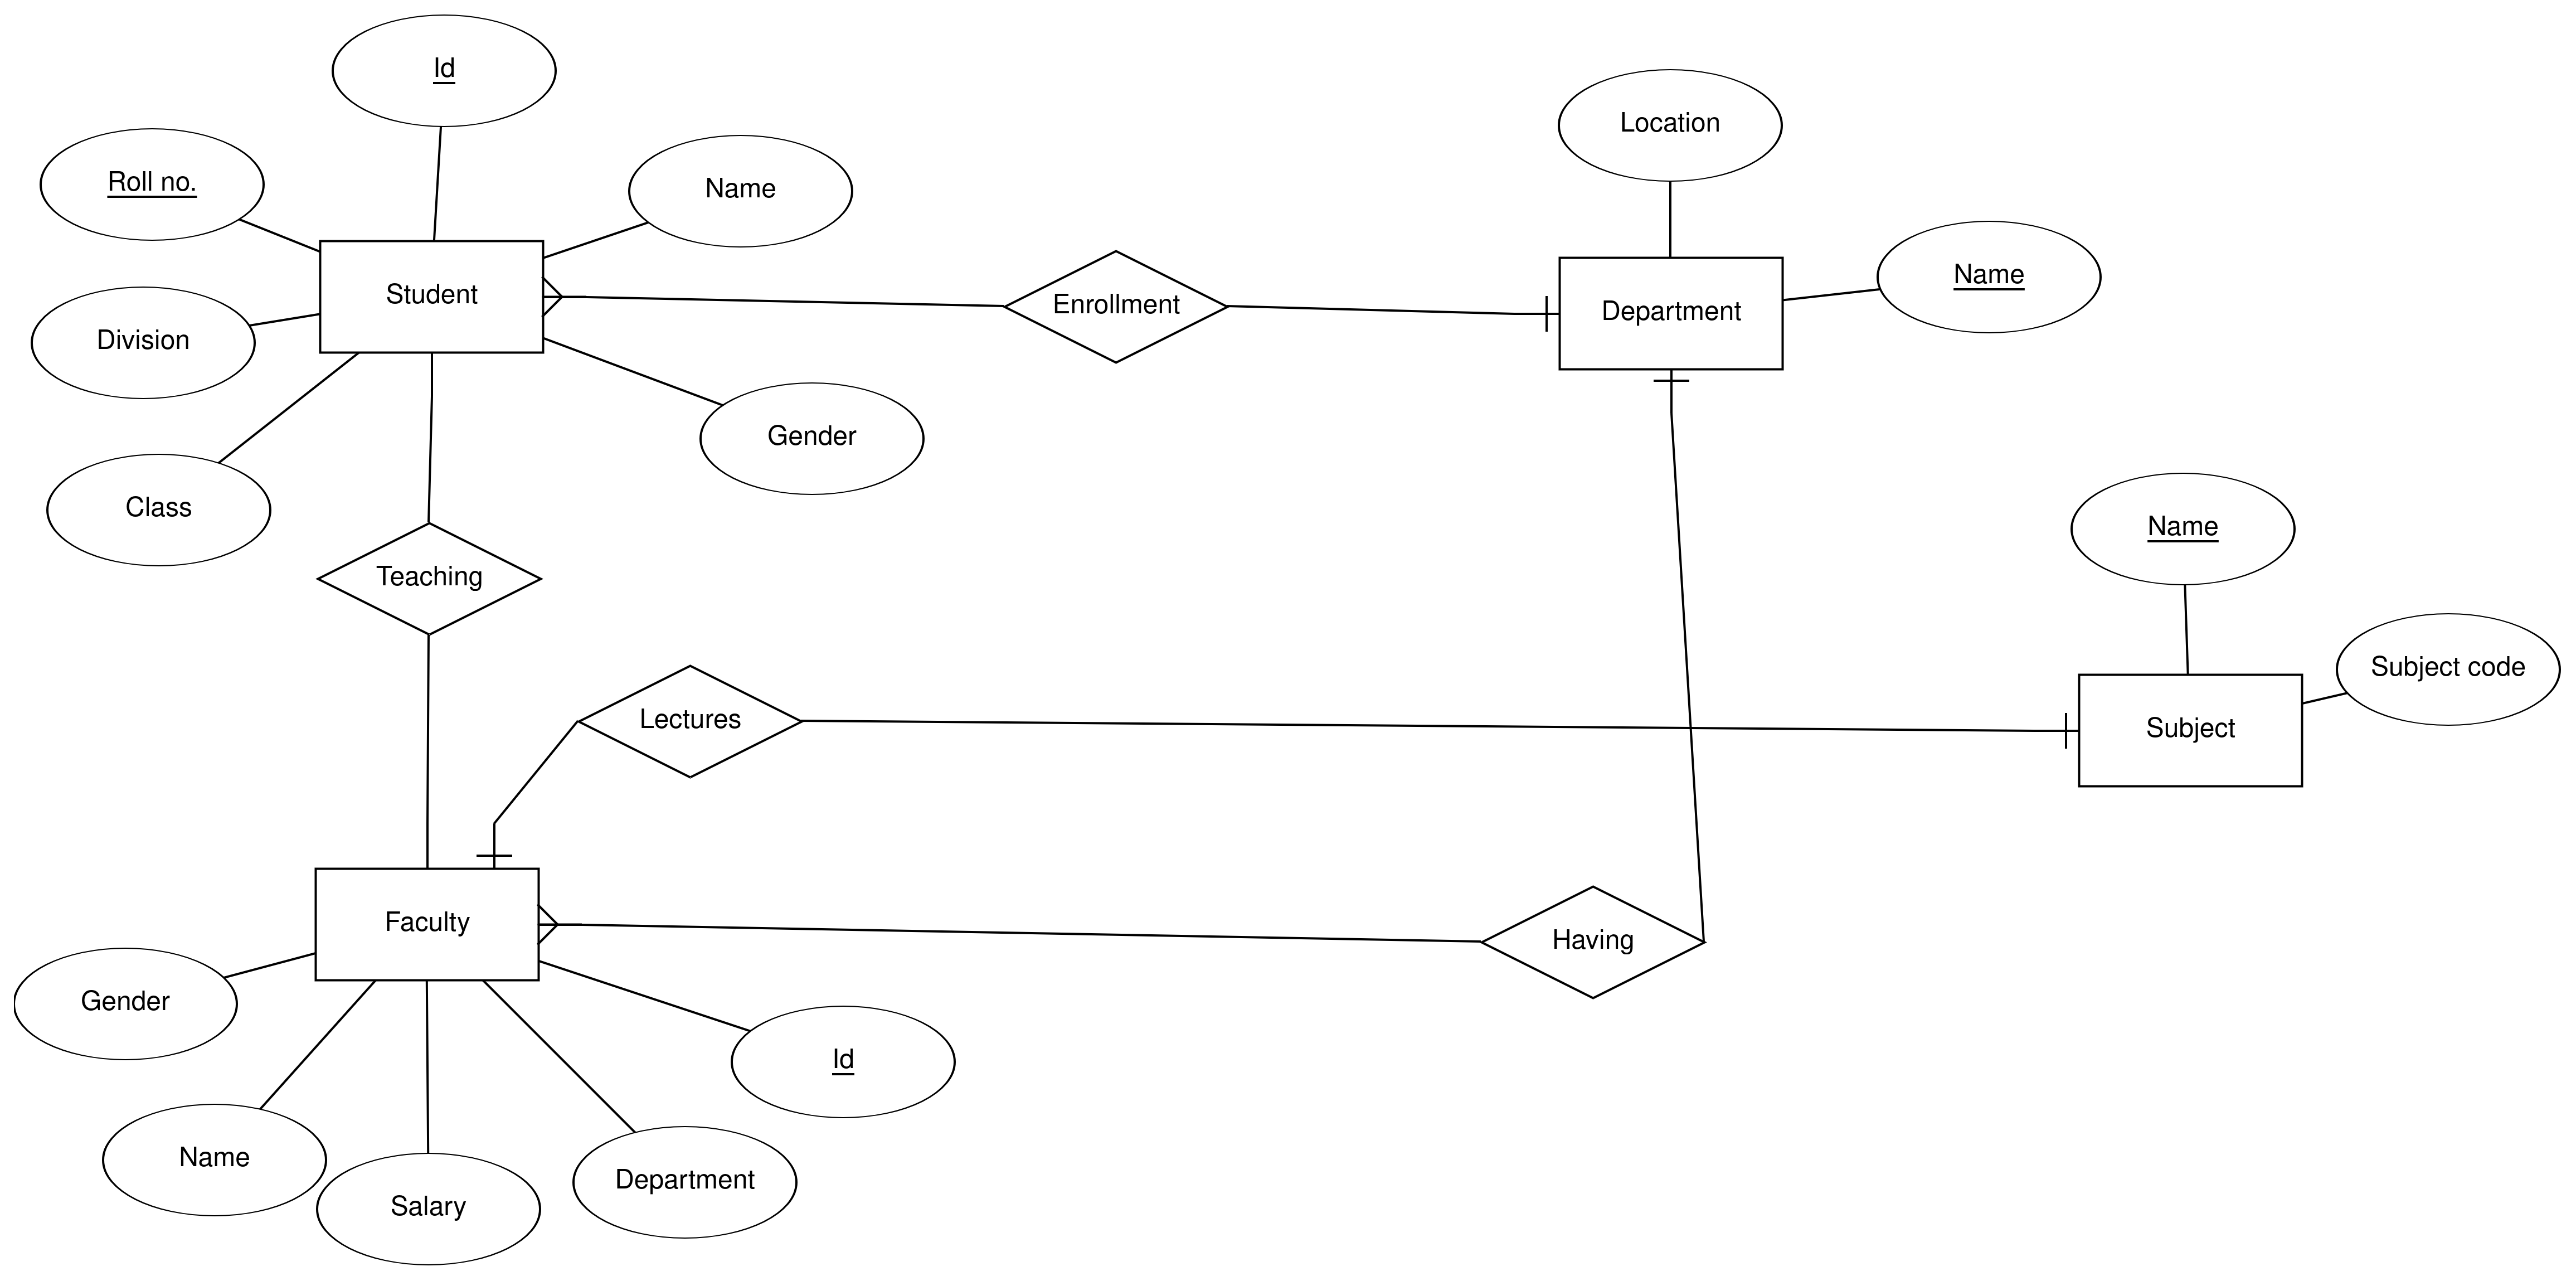 Id
Location
Roll no.
Name
Name
Student
Enrollment
Department
Division
Gender
Class
Name
Teaching
Subject code
Lectures
Subject
Faculty
Having
Gender
Id
Name
Department
Salary